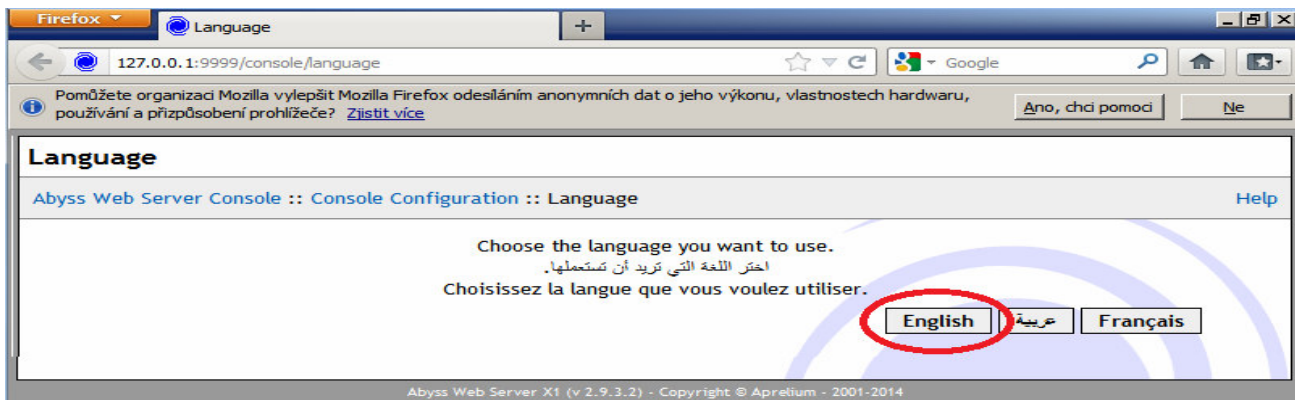 Firefox
Language
127.0.0.1:9999/console/language
Google
Pomůžete organizaci Mozilla vylepšit Mozilla Firefox odesíláním anonymních dat o jeho výkonu, vlastnostech hardwaru,
používání a přizpůsobení prohlížeče? Zjistit více
Ano, chci pomoci
Ne
Language
Abyss Web Server Console :: Console Configuration :: Language
Help
Choose the language you want to use.
اختر اللغة التي تريد أن تستعملها.
Choisissez la langue que vous voulez utiliser.
English عربية Français
Abyss Web Server X1 (v 2.9.3.2) - Copyright © Aprelium - 2001-2014